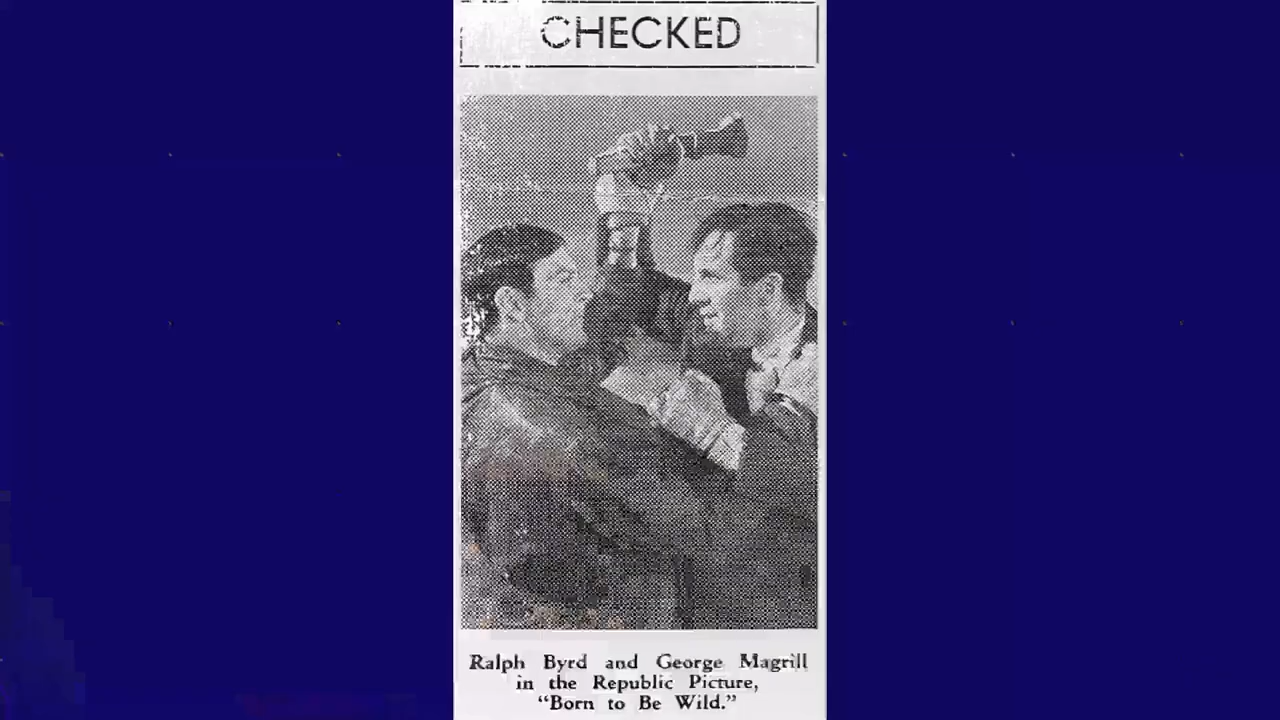 CHECKED
Ralph Byrd and George Magrill
in the Republic Picture,
“Born to Be Wild.”